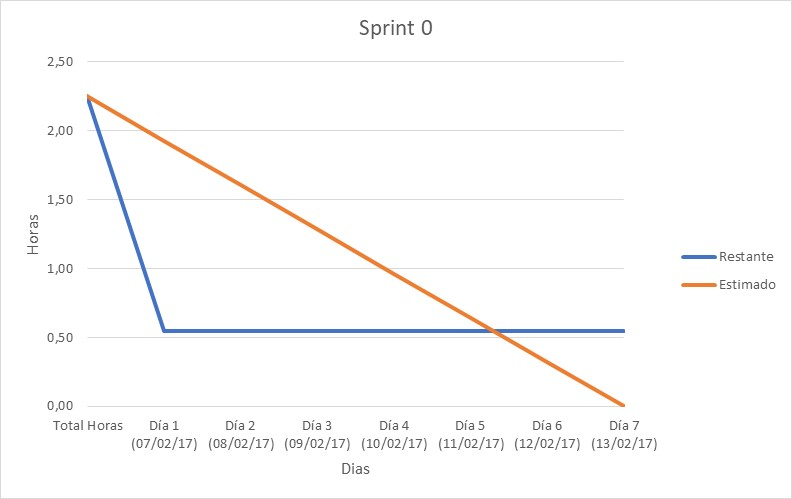 Sprint 0
2,50
2,00
1,50
1,00
0,50
0,00
Horas
Total Horas
Día 1
(07/02/17)
Día 2
(08/02/17)
Día 3
(09/02/17)
Día 4
(10/02/17)
Día 5
(11/02/17)
Día 6
(12/02/17)
Día 7
(13/02/17)
Dias
Restante
Estimado